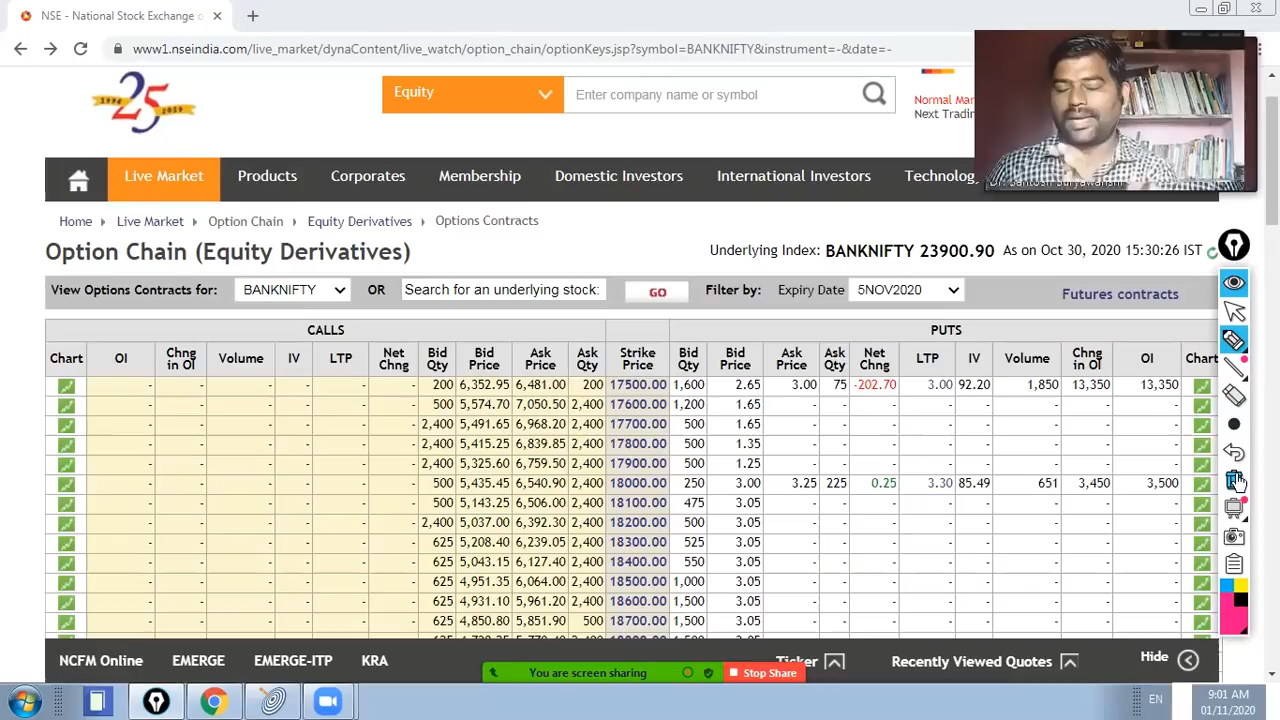 NSE - National Stock Exchange
www1.nseindia.com/live_market/dynaContent/live_watch/option_chain/optionKeys.jsp?symbol=BANKNIFTY&instrument=-&date=-
25
Equity
Enter company name or symbol
Normal Mar
Next Tradin
Home
Live Market
Option Chain
Equity Derivatives
Options Contracts
Live Market Products Corporates Membership Domestic Investors International Investors Technology
Option Chain (Equity Derivatives)
Underlying Index: BANKNIFTY 23900.90 As on Oct 30, 2020 15:30:26 IST
View Options Contracts for: BANKNIFTY OR Search for an underlying stock: GO Filter by: Expiry Date 5NOV2020 Futures contracts
CALLS PUTS
Chart OI Chng in OI Volume IV LTP Net Chng Bid Qty Bid Price Ask Price Ask Qty Strike Price Bid Qty Bid Price Ask Price Ask Qty Net Chng LTP IV Volume Chng in OI OI Chart
- - - - - - 200 6,352.95 6,481.00 200 17500.00 1,600 2.65 3.00 75 -202.70 3.00 92.20 1,850 13,350 13,350
- - - - - - 500 5,574.70 7,050.50 2,400 17600.00 1,200 1.65 - - - - - - - -
- - - - - - 2,400 5,491.65 6,968.20 2,400 17700.00 500 1.65 - - - - - - - -
- - - - - - 2,400 5,415.25 6,839.85 2,400 17800.00 500 1.35 - - - - - - - -
- - - - - - 2,400 5,325.60 6,759.50 2,400 17900.00 500 1.25 - - - - - - - -
- - - - - - 500 5,435.45 6,540.90 2,400 18000.00 250 3.00 3.25 225 0.25 3.30 85.49 651 3,450 3,500
- - - - - - 500 5,143.25 6,506.00 2,400 18100.00 475 3.05 - - - - - - - -
- - - - - - 2,400 5,037.00 6,392.30 2,400 18200.00 500 3.05 - - - - - - - -
- - - - - - 625 5,208.40 6,239.05 2,400 18300.00 525 3.05 - - - - - - - -
- - - - - - 625 5,043.15 6,127.40 2,400 18400.00 550 3.05 - - - - - - - -
- - - - - - 625 4,951.35 6,064.00 2,400 18500.00 1,000 3.05 - - - - - - - -
- - - - - - 625 4,931.10 5,961.20 2,400 18600.00 1,500 3.05 - - - - - - - -
- - - - - - 625 4,850.80 5,851.90 500 18700.00 1,500 3.05 - - - - - - - -
NCFM Online EMERGE EMERGE-ITP KRA Ticker Recently Viewed Quotes Hide
You are screen sharing Stop Share
EN
9:01 AM
01/11/2020